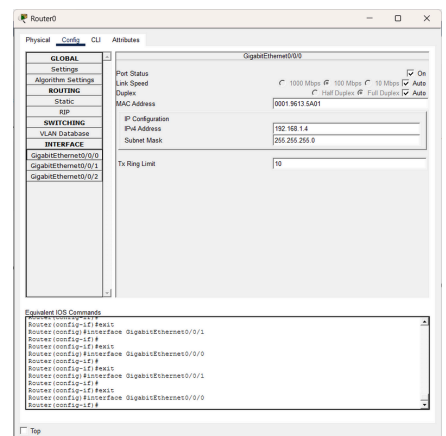 Router0
Physical Config CLI Attributes
GLOBAL
Settings
Algorithm Settings
ROUTING
Static
RIP
SWITCHING
VLAN Database
INTERFACE
GigabitEthernet0/0/0
GigabitEthernet0/0/1
GigabitEthernet0/0/2
GigabitEthernet0/0/0
Port Status On
Link Speed 1000 Mbps 100 Mbps 10 Mbps Auto
Duplex Half Duplex Full Duplex Auto
MAC Address 0001.9613.5A01
IP Configuration
IPv4 Address 192.168.1.4
Subnet Mask 255.255.255.0
Tx Ring Limit 10
Equivalent IOS Commands
Router(config-if)#
Router(config-if)#exit
Router(config)#interface GigabitEthernet0/0/1
Router(config-if)#
Router(config-if)#exit
Router(config)#interface GigabitEthernet0/0/0
Router(config-if)#
Router(config-if)#exit
Router(config)#interface GigabitEthernet0/0/1
Router(config-if)#
Router(config-if)#exit
Router(config)#interface GigabitEthernet0/0/0
Router(config-if)#
Top